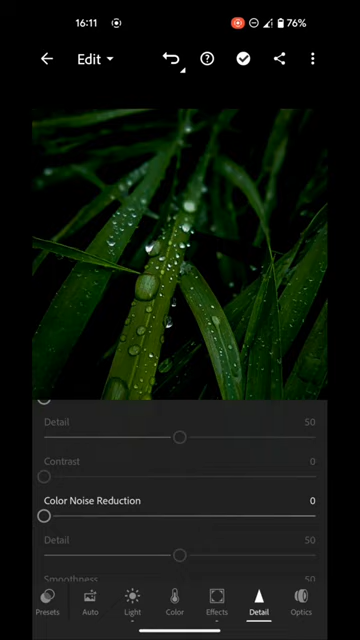 16:11 76%
Edit
Detail 50
Contrast 0
Color Noise Reduction 0
Detail 50
Smoothness 50
Presets Auto Light Color Effects Detail Optics